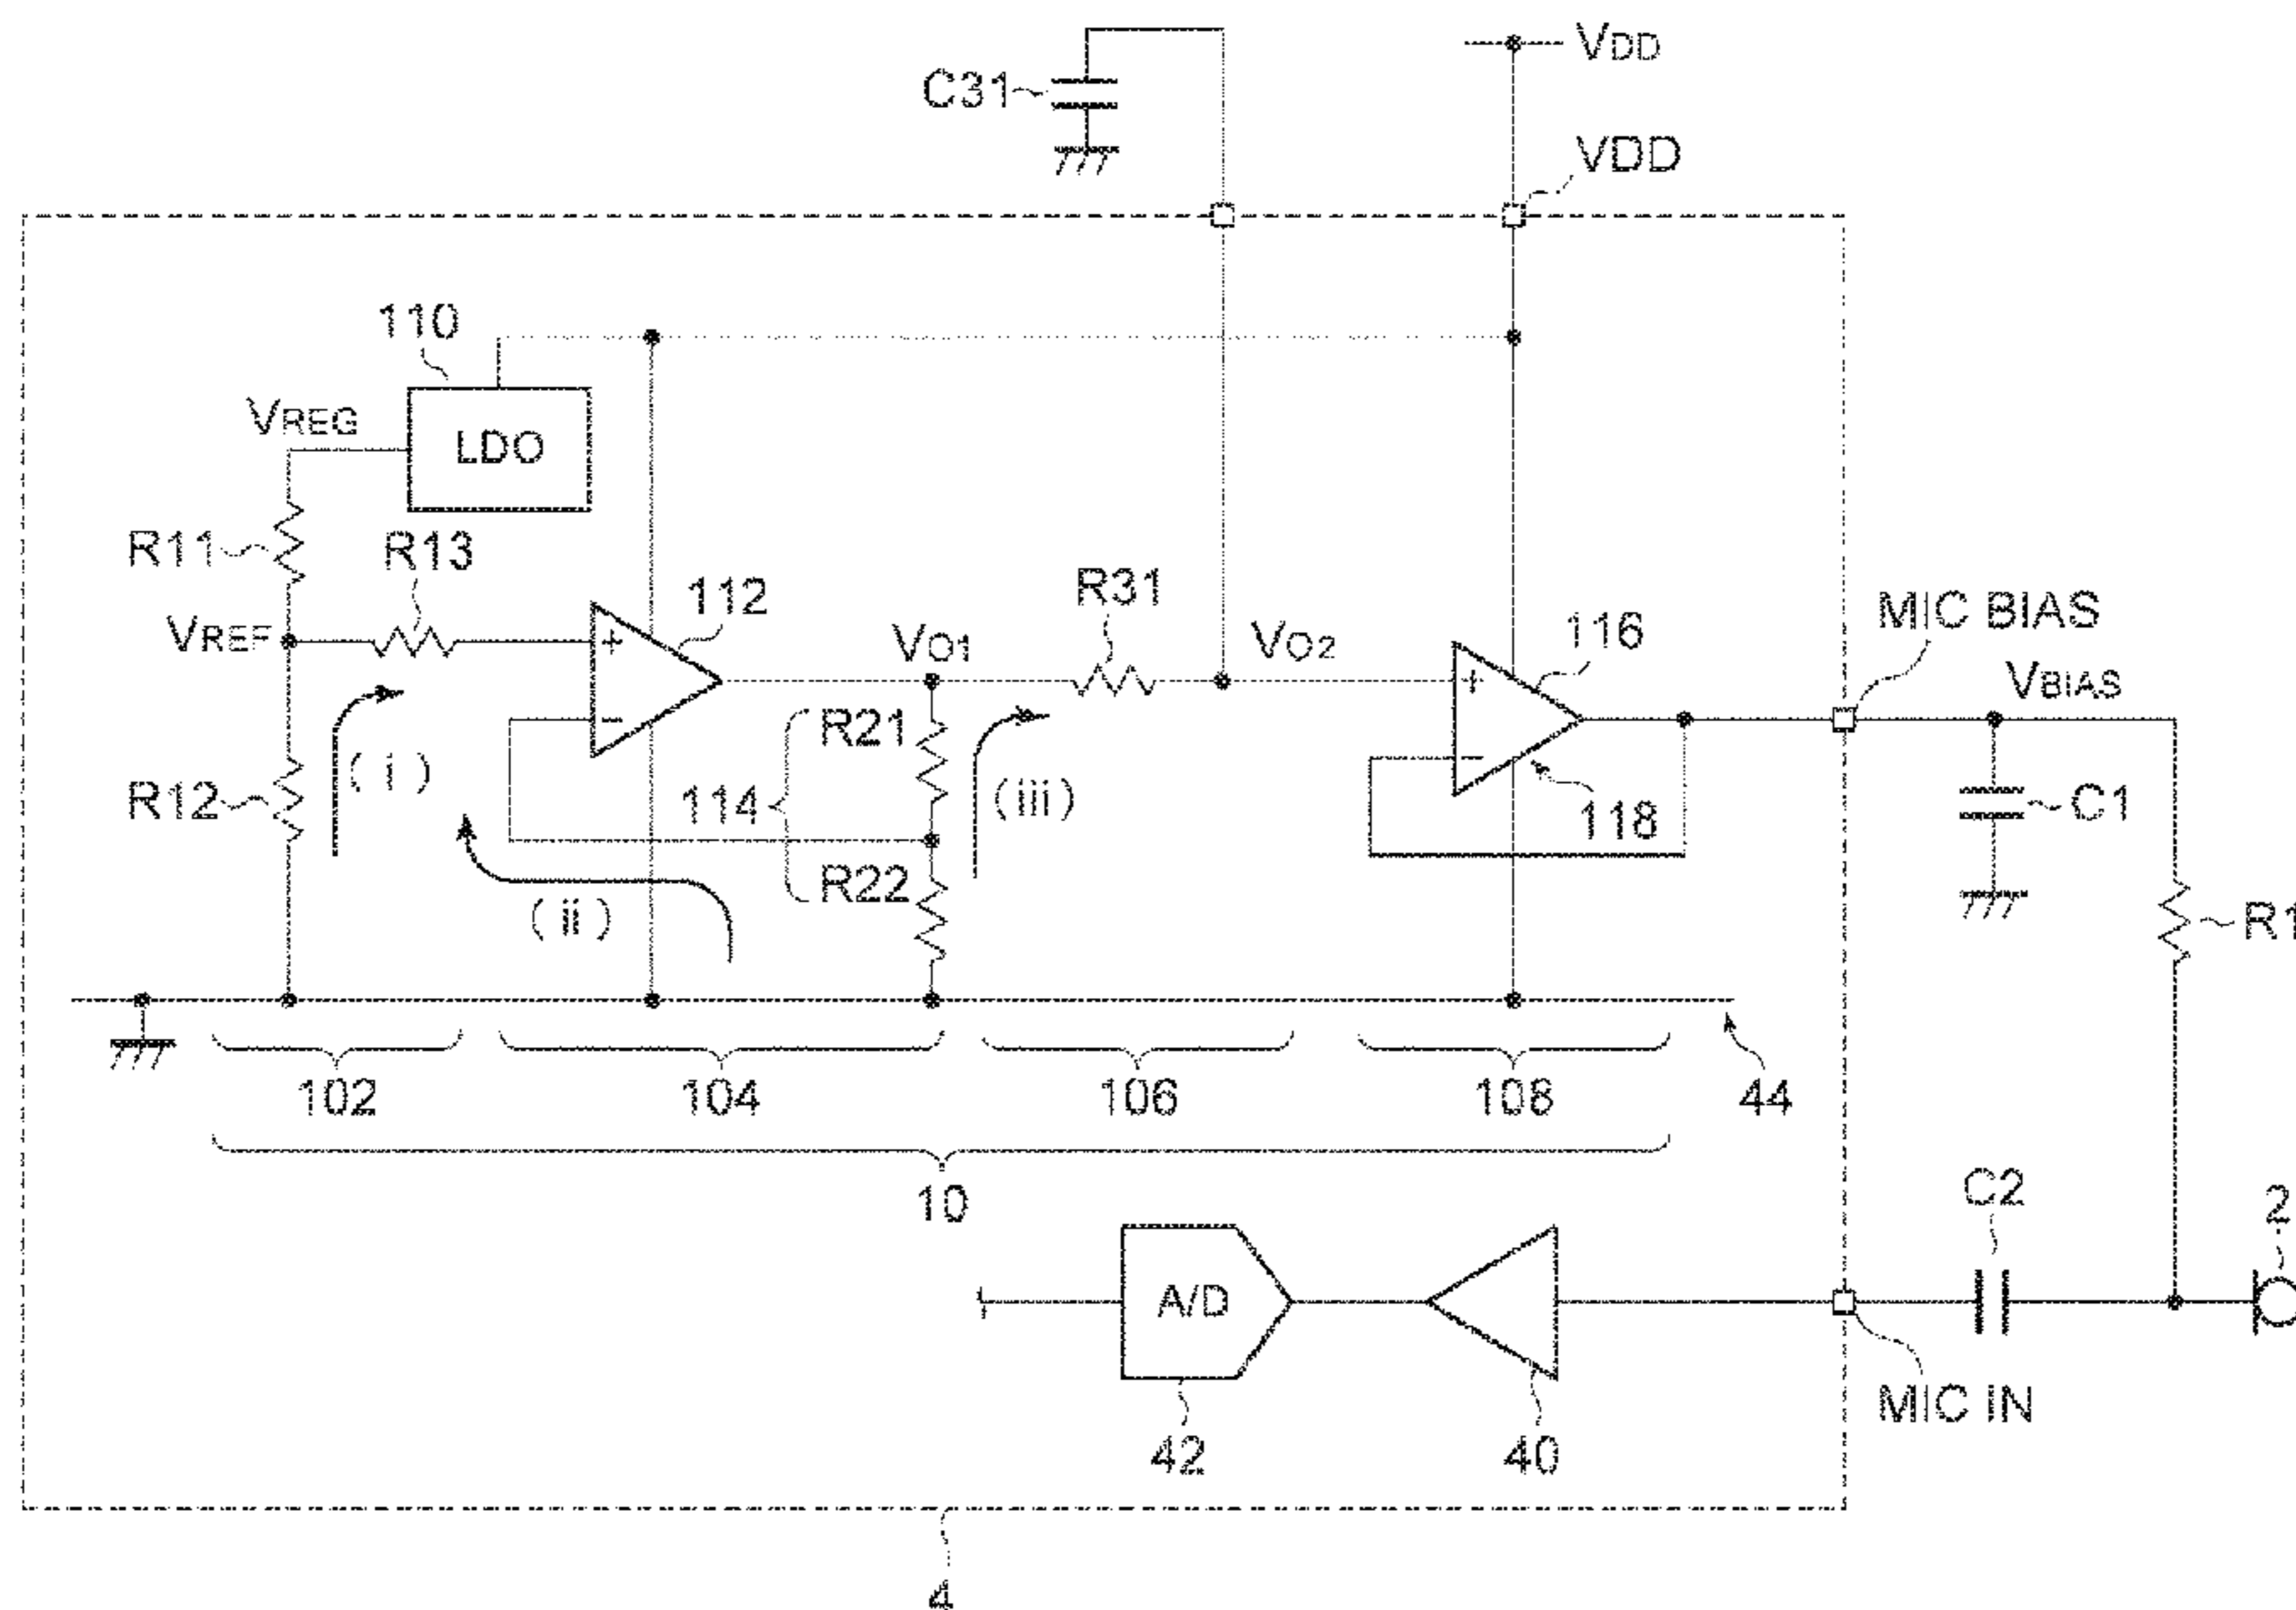 VDD
C31
VDD
110
VREG
LDO
R11
R13
112
R31
116
MIC BIAS
VREF
VO1
VO2
VBIAS
R21
(i)
R12
114
(iii)
118
C1
R22
(ii)
R1
102
104
106
108
44
10
C2
2
A/D
MIC IN
42
40
4